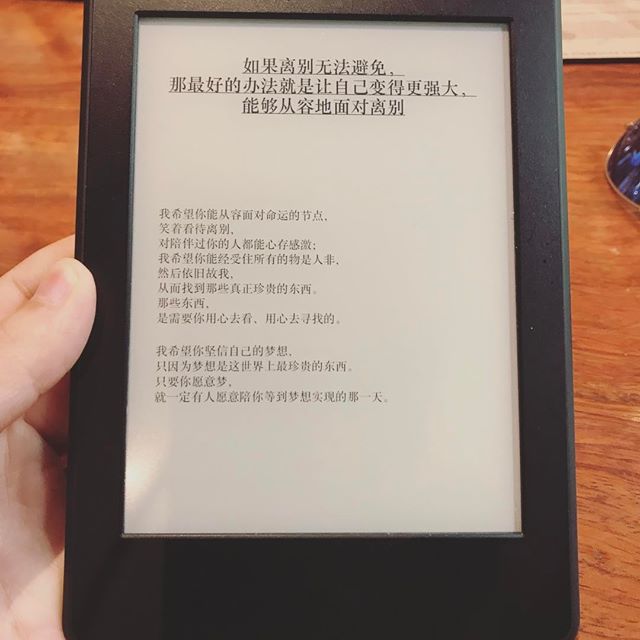 如果离别无法避免，
那最好的办法就是让自己变得更强大，
能够从容地面对离别
我希望你能从容面对命运的节点，
笑着看待离别，
对陪伴过你的人都能心存感激；
我希望你能经受住所有的物是人非，
然后依旧故我，
从而找到那些真正珍贵的东西。
那些东西，
是需要你用心去看、用心去寻找的。
我希望你坚信自己的梦想，
只因为梦想是这世界上最珍贵的东西。
只要你愿意梦，
就一定有人愿意陪你等到梦想实现的那一天。